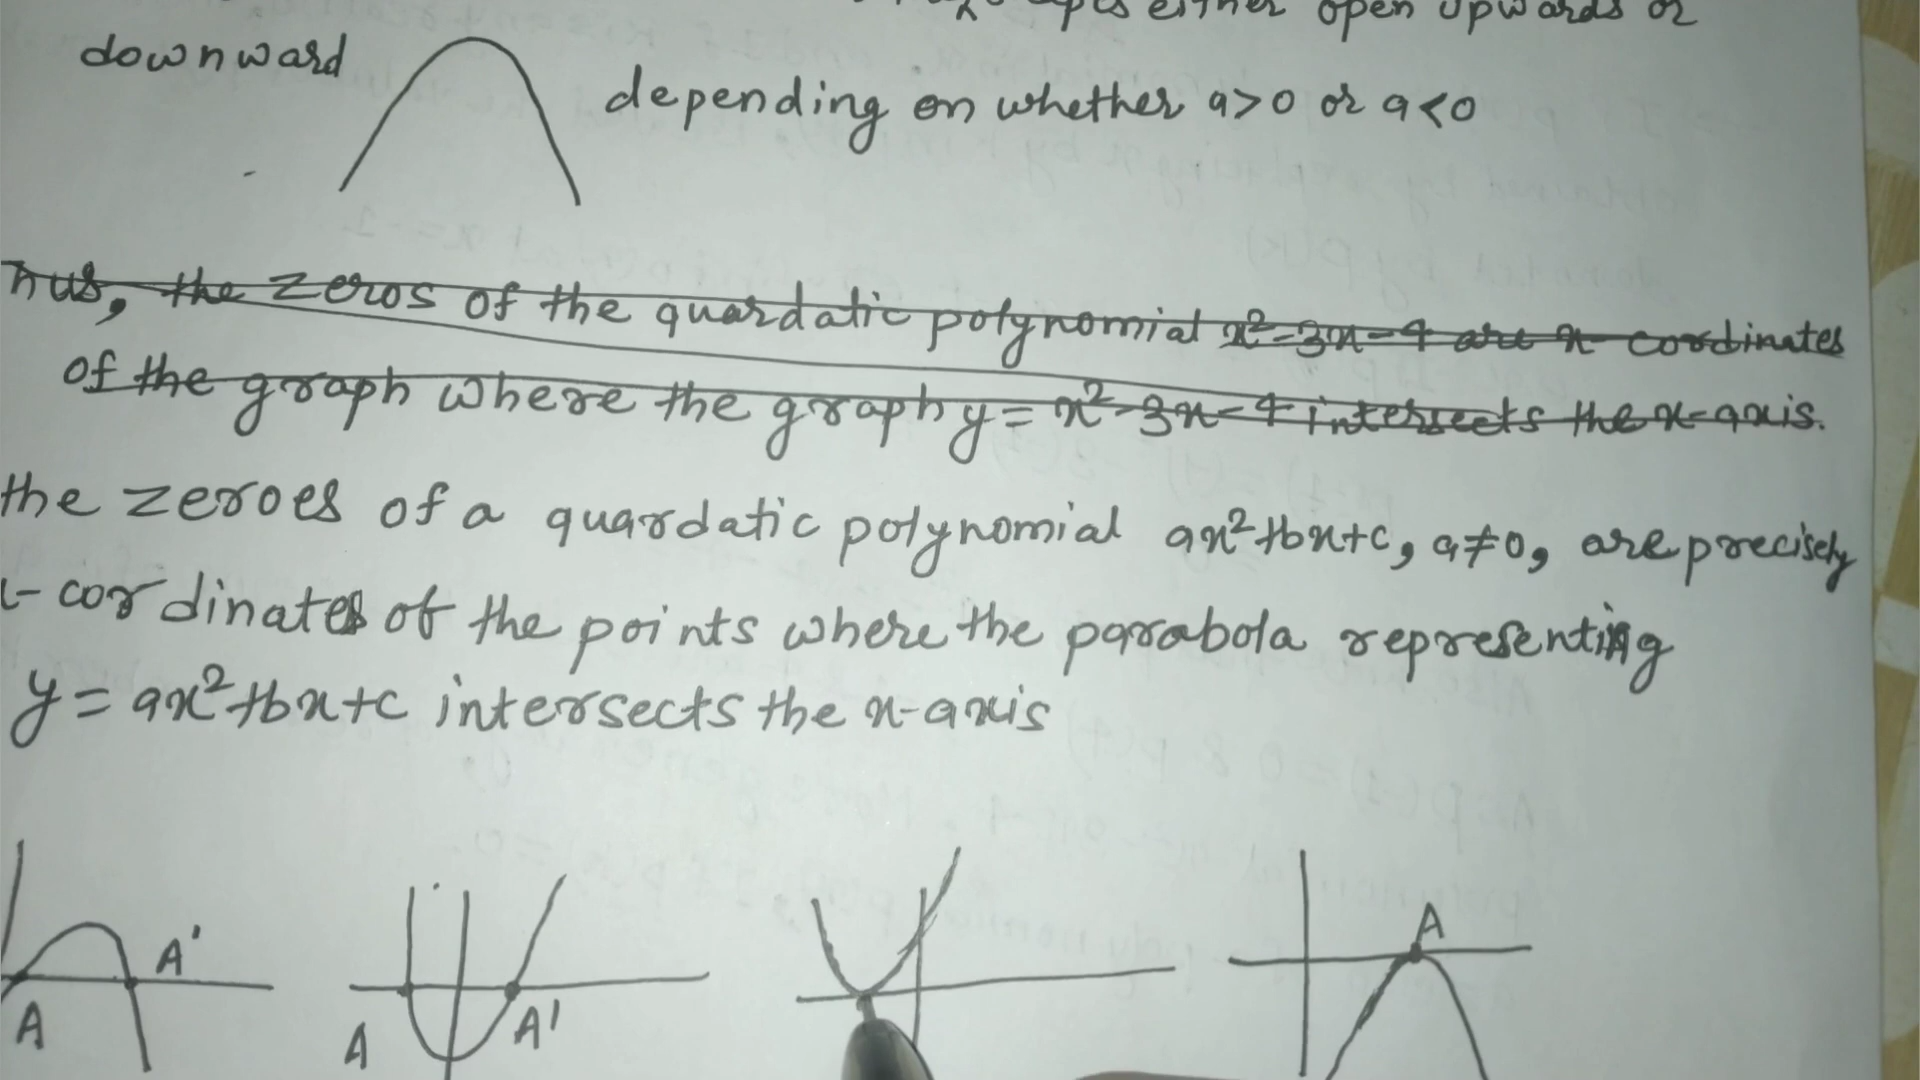 either open upwards or
downward
depending on whether a>0 or a<0
Thus, the zeros of the quardatic polynomial x²-3x-4 are x coordinates
of the graph where the graph y = x²-3x-4 intersects the x-axis.
the zeroes of a quardatic polynomial ax²+bx+c, a≠0, are precisely
-cordinates of the points where the parabola representing
y = ax²+bx+c intersects the x-axis
A A'
A A'
A